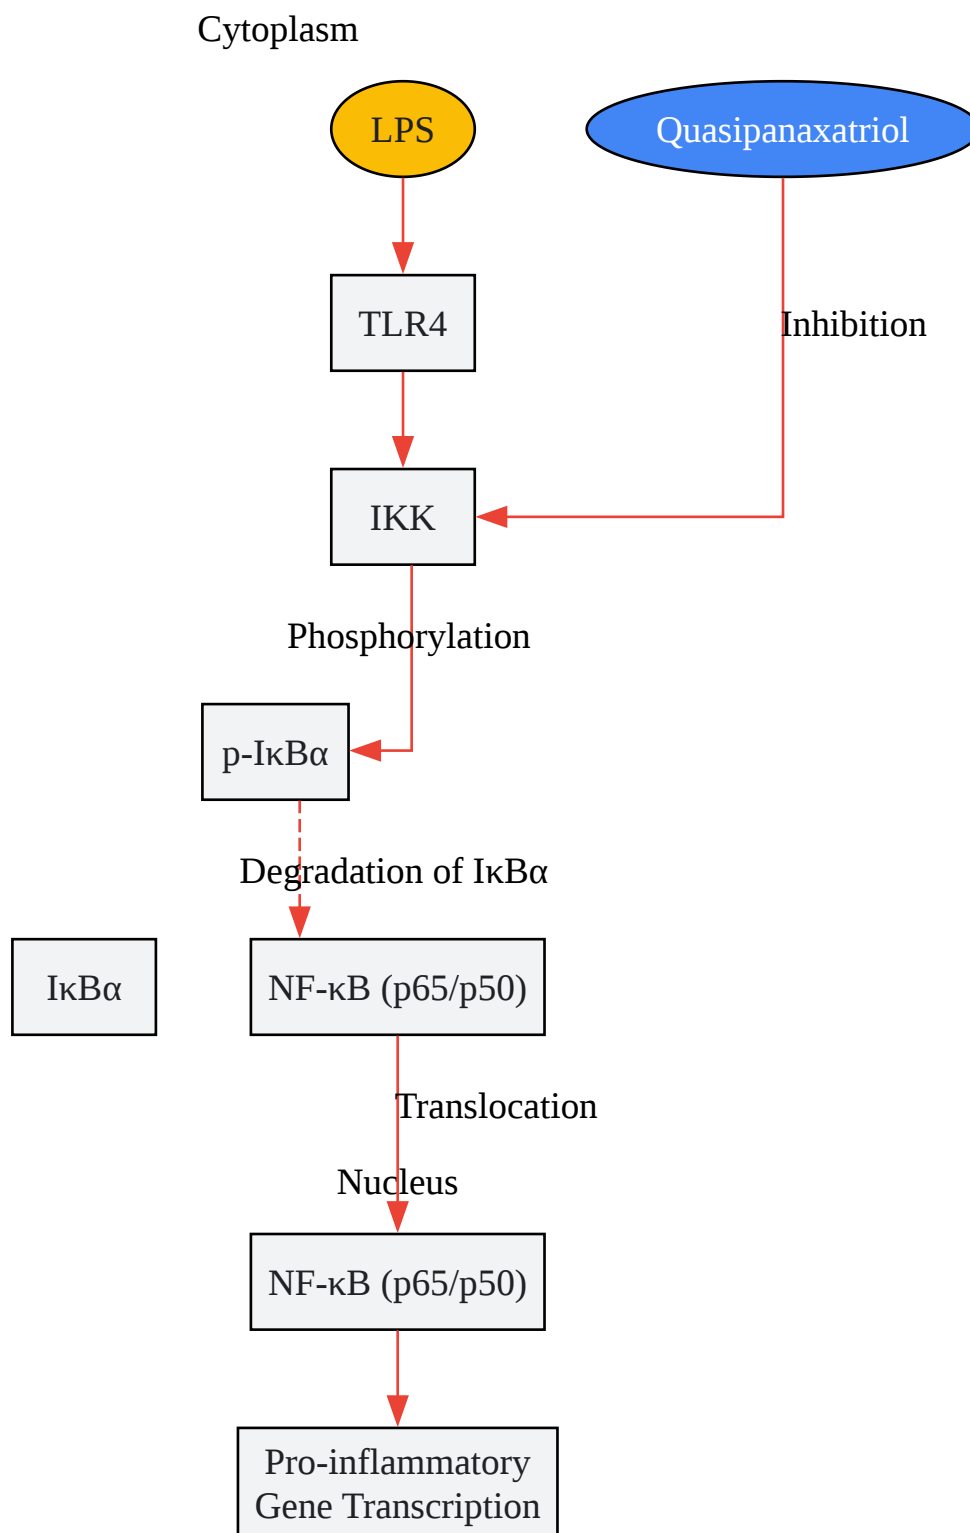 Cytoplasm
LPS
Quasipanaxatriol
TLR4
Inhibition
IKK
Phosphorylation
p-IκBα
Degradation of IκBα
IκBα
NF-κB (p65/p50)
Translocation
Nucleus
NF-κB (p65/p50)
Pro-inflammatory
Gene Transcription